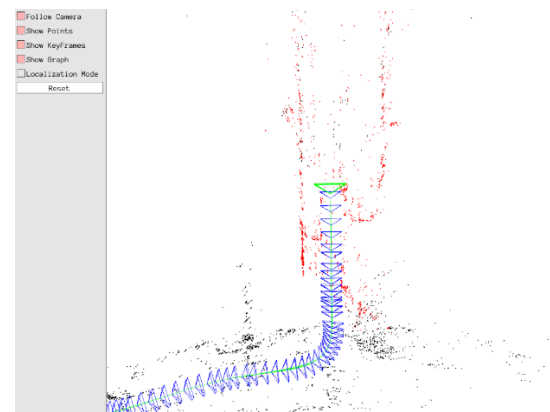 Follow Camera
Show Points
Show KeyFrames
Show Graph
Localization Mode
Reset